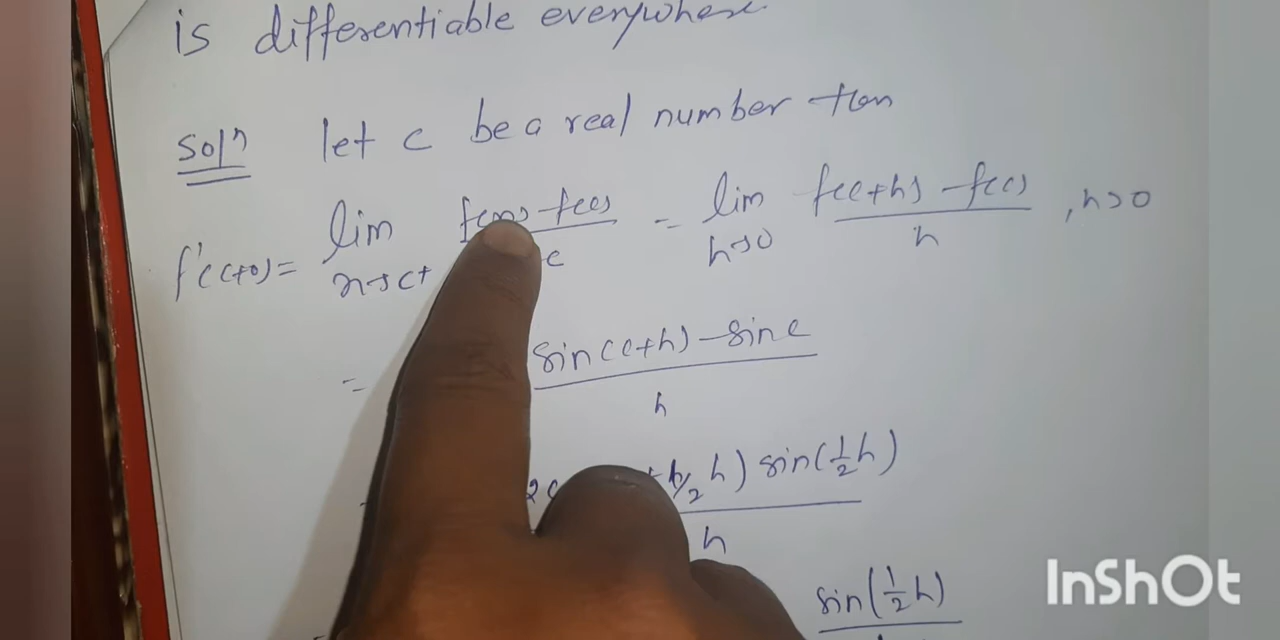 is differentiable everywhere
Solⁿ let c be a real number then
f'(c+0) = lim x→c+ f(x)-f(c) / c = lim h→0 f(c+h) - f(c) / h , h>0
= sin(c+h) - sin c / h
h) sin(½h) / h
sin(½h)
InShOt